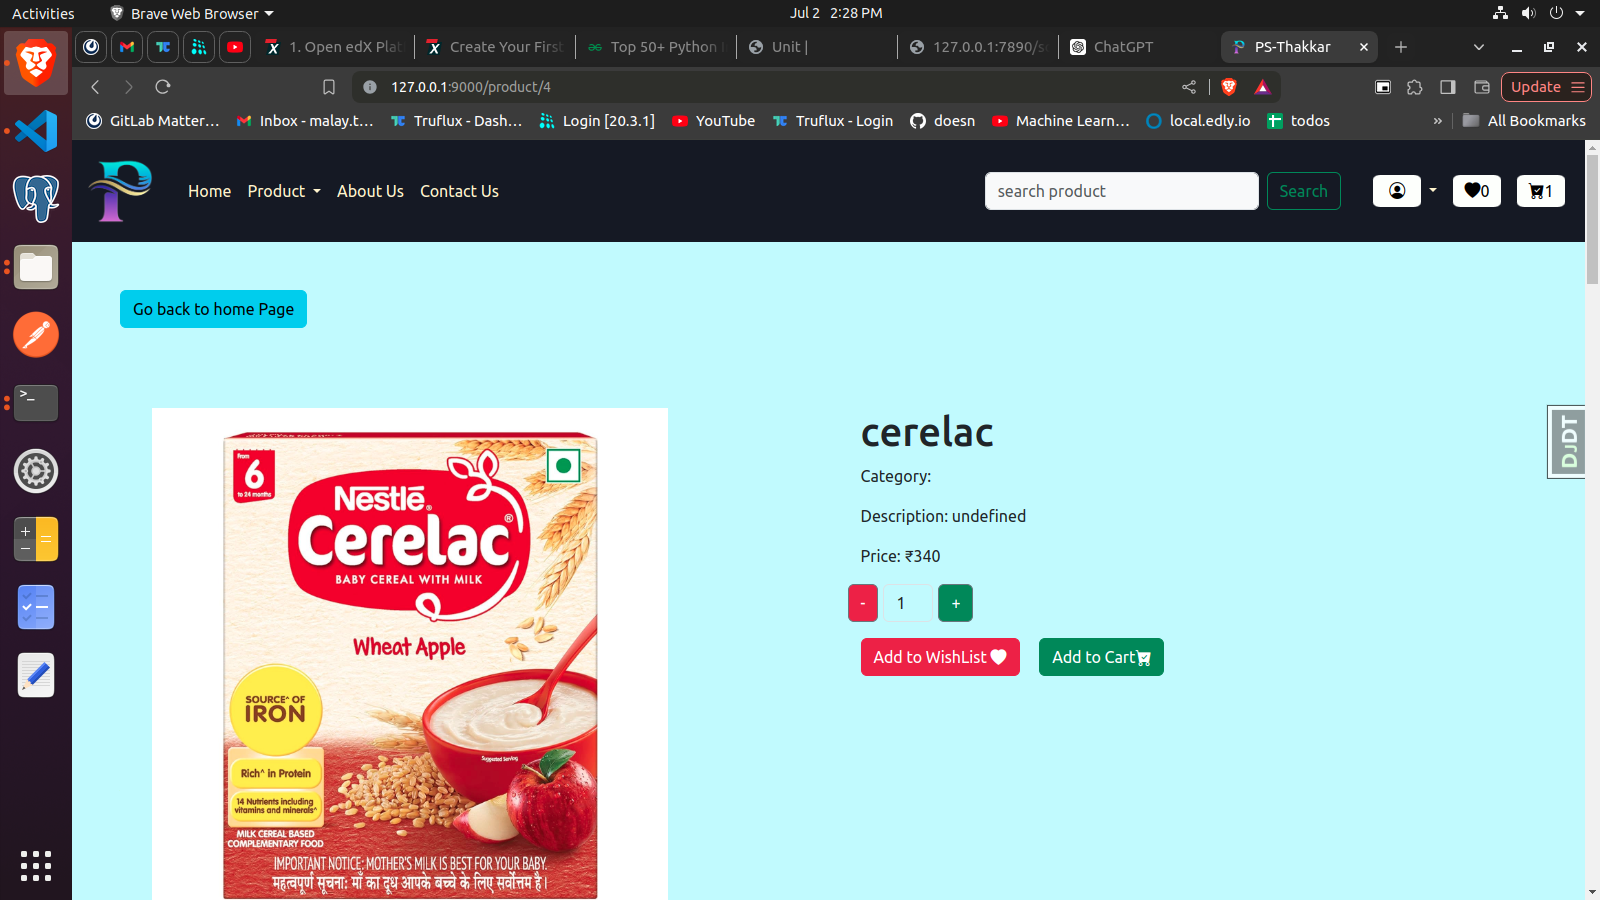 Activities
Brave Web Browser
Jul 2 2:28 PM
1. Open edX Plat
Create Your First
Top 50+ Python I
Unit |
127.0.0.1:7890/s
ChatGPT
PS-Thakkar
127.0.0.1:9000/product/4
Update
GitLab Matter…
Inbox - malay.t…
Truflux - Dash…
Login [20.3.1]
YouTube
Truflux - Login
doesn
Machine Learn…
local.edly.io
todos
»
All Bookmarks
Home
Product
About Us
Contact Us
search product
Search
0
1
Go back to home Page
From
6
to 24 months
Nestlé®
Cerelac®
BABY CEREAL WITH MILK
Wheat Apple
SOURCE^ OF
IRON
Rich^ in Protein
14 Nutrients including
vitamins and minerals^
MILK CEREAL BASED
COMPLEMENTARY FOOD
Suggested Serving
IMPORTANT NOTICE: MOTHER'S MILK IS BEST FOR YOUR BABY.
महत्वपूर्ण सूचना: माँ का दूध आपके बच्चे के लिए सर्वोत्तम है।
cerelac
Category:
Description: undefined
Price: ₹340
-
1
+
Add to WishList
Add to Cart
DJDT